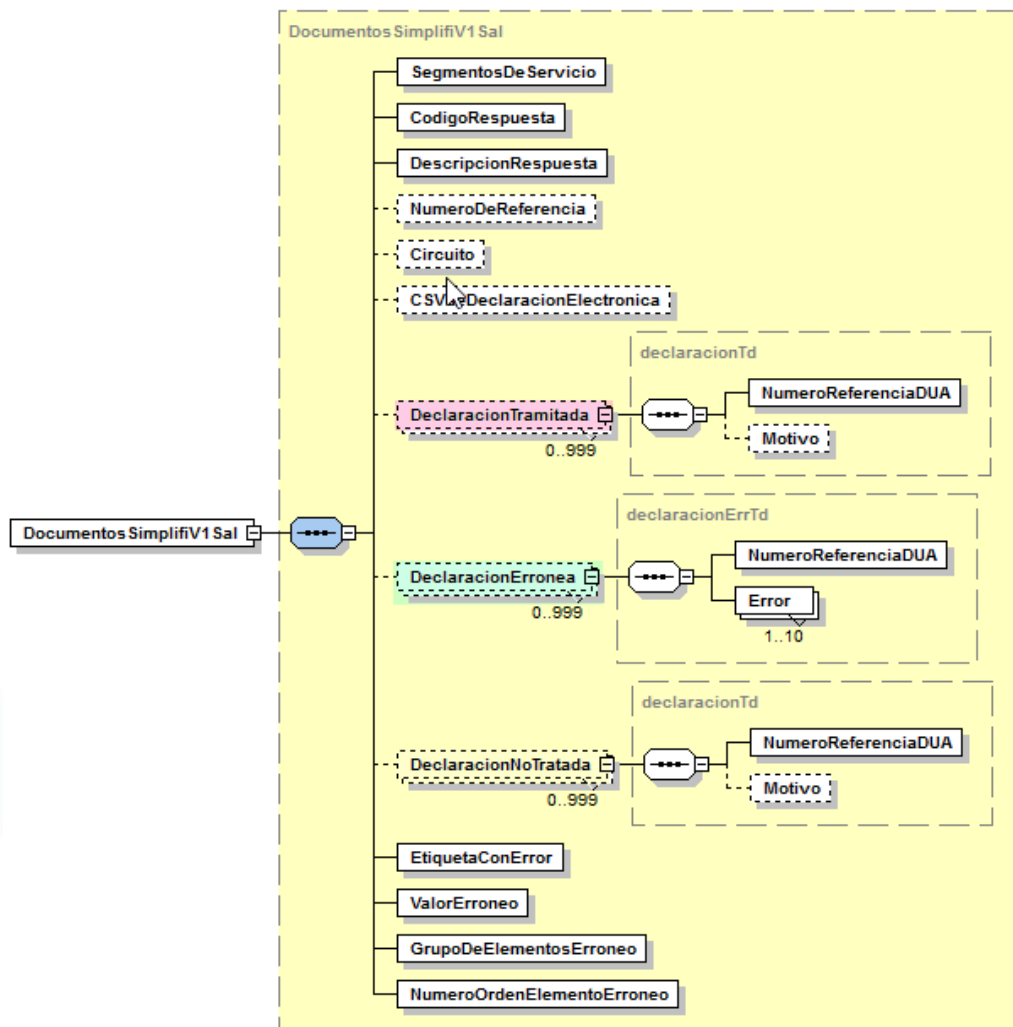 DocumentosSimplifiV1Sal
SegmentosDeServicio
CodigoRespuesta
DescripcionRespuesta
NumeroDeReferencia
Circuito
declaracionTd
NumeroReferenciaDUA
DeclaracionTramitada
Motivo
0..999
declaracionErrTd
DocumentosSimplifiV1Sal
NumeroReferenciaDUA
DeclaracionErronea
Error
0..999
1..10
declaracionTd
NumeroReferenciaDUA
DeclaracionNoTratada
Motivo
0..999
EtiquetaConError
ValorErroneo
GrupoDeElementosErroneo
NumeroOrdenElementoErroneo